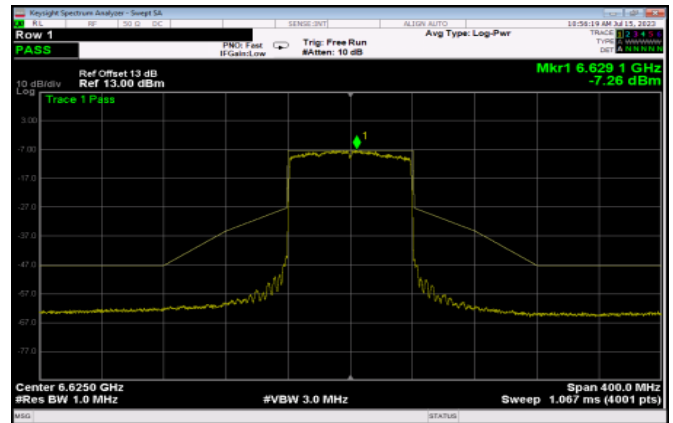 Keysight Spectrum Analyzer - Swept SA
RL RF 50 Ω DC SENSE:INT ALIGN AUTO 10:56:19 AM Jul 15, 2023
Row 1
PASS
PNO: Fast
IFGain:Low
Trig: Free Run
#Atten: 10 dB
Avg Type: Log-Pwr
TRACE 1 2 3 4 5 6
TYPE A WWWWW
DET A N N N N N
Mkr1 6.629 1 GHz
-7.26 dBm
Ref Offset 13 dB
10 dB/div Ref 13.00 dBm
Log
Trace 1 Pass
1
3.00
-7.00
-17.0
-27.0
-37.0
-47.0
-57.0
-67.0
-77.0
Center 6.6250 GHz Span 400.0 MHz
#Res BW 1.0 MHz #VBW 3.0 MHz Sweep 1.067 ms (4001 pts)
MSG STATUS